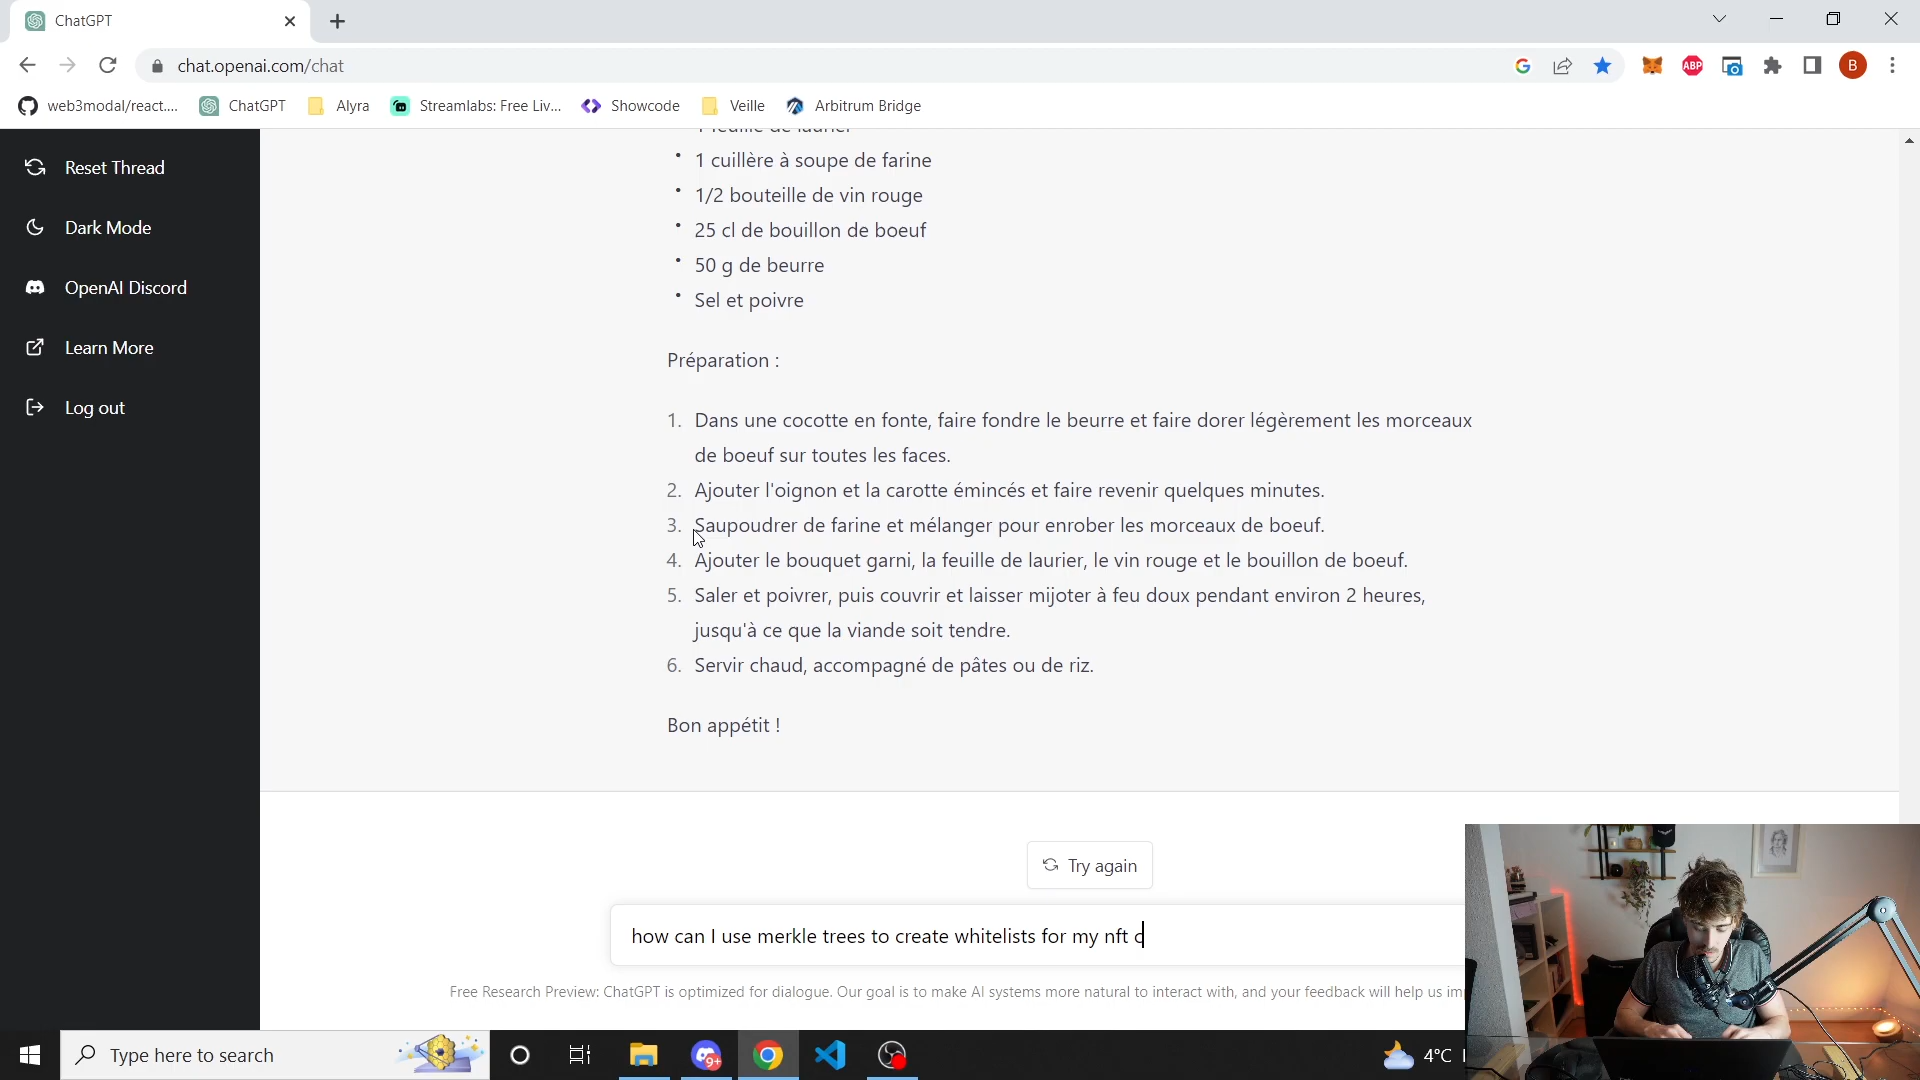 ChatGPT
chat.openai.com/chat
B
web3modal/react....
ChatGPT
Alyra
Streamlabs: Free Liv...
Showcode
Veille
Arbitrum Bridge
ABP
Reset Thread
Dark Mode
OpenAI Discord
Learn More
Log out
1 feuille de laurier
1 cuillère à soupe de farine
1/2 bouteille de vin rouge
25 cl de bouillon de boeuf
50 g de beurre
Sel et poivre
Préparation :
1. Dans une cocotte en fonte, faire fondre le beurre et faire dorer légèrement les morceaux
de boeuf sur toutes les faces.
2. Ajouter l'oignon et la carotte émincés et faire revenir quelques minutes.
3. Saupoudrer de farine et mélanger pour enrober les morceaux de boeuf.
4. Ajouter le bouquet garni, la feuille de laurier, le vin rouge et le bouillon de boeuf.
5. Saler et poivrer, puis couvrir et laisser mijoter à feu doux pendant environ 2 heures,
jusqu'à ce que la viande soit tendre.
6. Servir chaud, accompagné de pâtes ou de riz.
Bon appétit !
Try again
how can I use merkle trees to create whitelists for my nft c
Free Research Preview: ChatGPT is optimized for dialogue. Our goal is to make AI systems more natural to interact with, and your feedback will help us im
Type here to search
9+
4°C